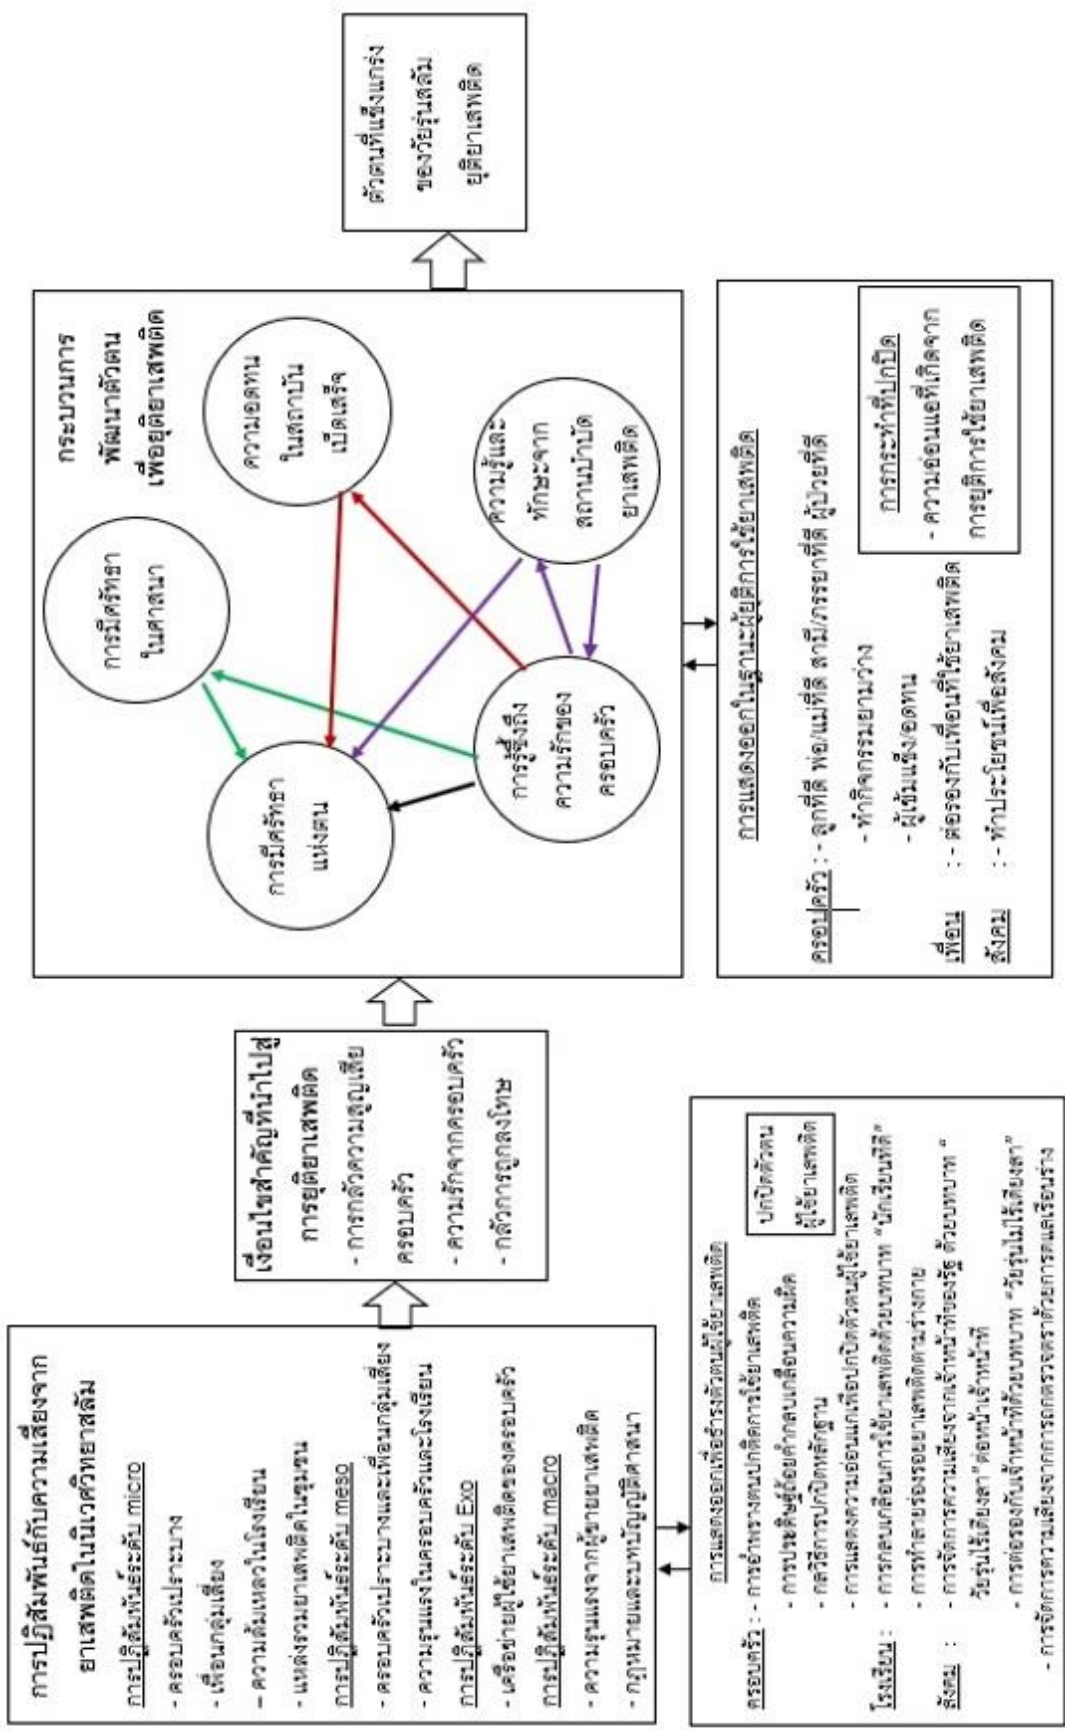 การปฏิสัมพันธ์กับความเสี่ยงจาก
ยาเสพติดในนิเวศวิทยาสลัม
การปฏิสัมพันธ์ระดับ micro
- ครอบครัวเปราะบาง
- เพื่อนกลุ่มเสี่ยง
– ความล้มเหลวในโรงเรียน
- แหล่งรวมยาเสพติดในชุมชน
การปฏิสัมพันธ์ระดับ meso
- ครอบครัวเปราะบางและเพื่อนกลุ่มเสี่ยง
- ความรุนแรงในครอบครัวและโรงเรียน
การปฏิสัมพันธ์ระดับ Exo
- เครือข่ายผู้ใช้ยาเสพติดของครอบครัว
การปฏิสัมพันธ์ระดับ macro
- ความรุนแรงจากผู้ขายยาเสพติด
- กฎหมายและบทบัญญัติศาสนา
การแสดงออกเพื่อธำรงตัวตนผู้ใช้ยาเสพติด
ครอบครัว : - การอำพรางตนปกปิดการใช้ยาเสพติด
- การประดิษฐ์ถ้อยคำกลบเกลื่อนความผิด
- กลวิธีการปกปิดหลักฐาน
- การแสดงความอ่อนแอเพื่อปกปิดตัวตนผู้ใช้ยาเสพติด
โรงเรียน : - การกลบเกลื่อนการใช้ยาเสพติดด้วยบทบาท “นักเรียนที่ดี”
- การทำลายร่องรอยยาเสพติดตามร่างกาย
สังคม : - การจัดการความเสี่ยงจากเจ้าหน้าที่ของรัฐ ด้วยบทบาท “
วัยรุ่นไร้เดียงสา” ต่อหน้าเจ้าหน้าที่
- การต่อรองกับเจ้าหน้าที่ด้วยบทบาท “วัยรุ่นไม่ไร้เดียงสา”
- การจัดการความเสี่ยงจากการถูกตรวจตราด้วยการดูแลเรือนร่าง
ปกปิดตัวตน
ผู้ใช้ยาเสพติด
เงื่อนไขสำคัญที่นำไปสู่
การยุติยาเสพติด
- การกลัวความสูญเสีย
ครอบครัว
- ความรักจากครอบครัว
- กลัวการถูกลงโทษ
กระบวนการ
พัฒนาตัวตน
เพื่อยุติยาเสพติด
การมีศรัทธา
แห่งตน
การมีศรัทธา
ในศาสนา
ความอดทน
ในสถาบัน
เบ็ดเสร็จ
การรู้ซึ้งถึง
ความรักของ
ครอบครัว
ความรู้และ
ทักษะจาก
สถานบำบัด
ยาเสพติด
การแสดงออกในฐานะผู้ยุติการใช้ยาเสพติด
ครอบครัว : - ลูกที่ดี พ่อ/แม่ที่ดี สามี/ภรรยาที่ดี ผู้ป่วยที่ดี
- ทำกิจกรรมยามว่าง
- ผู้เข้มแข็ง/อดทน
เพื่อน : - ต่อรองกับเพื่อนที่ใช้ยาเสพติด
สังคม : - ทำประโยชน์เพื่อสังคม
การกระทำที่ปกปิด
- ความอ่อนแอที่เกิดจาก
การยุติการใช้ยาเสพติด
ตัวตนที่แข็งแกร่ง
ของวัยรุ่นสลัม
ยุติยาเสพติด